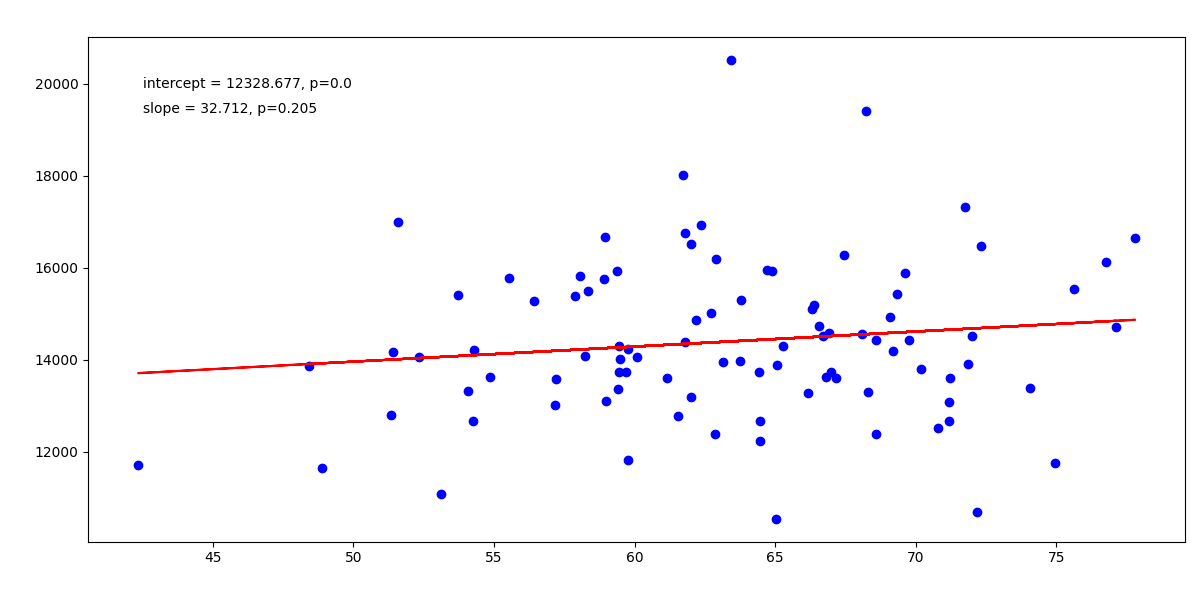 intercept = 12328.677, p=0.0
slope = 32.712, p=0.205
20000
18000
16000
14000
12000
45 50 55 60 65 70 75